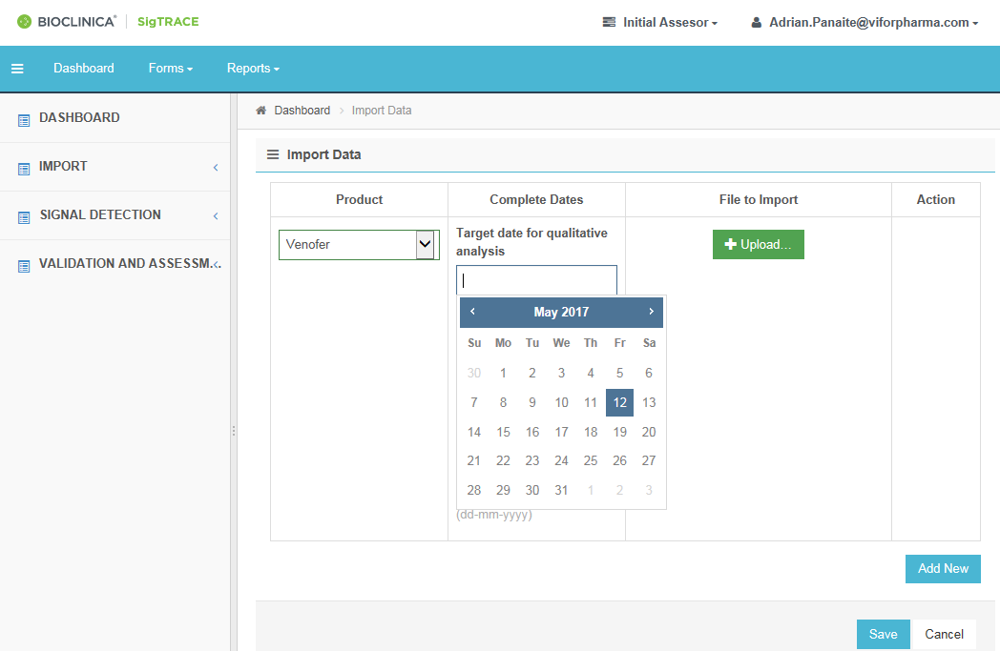 BIOCLINICA® SigTRACE
Initial Assesor
Adrian.Panaite@viforpharma.com
Dashboard Forms Reports
DASHBOARD
IMPORT
SIGNAL DETECTION
VALIDATION AND ASSESSM...
Dashboard > Import Data
Import Data
Product Complete Dates File to Import Action
Venofer
Target date for qualitative
analysis
Upload...
May 2017
Su Mo Tu We Th Fr Sa
30 1 2 3 4 5 6
7 8 9 10 11 12 13
14 15 16 17 18 19 20
21 22 23 24 25 26 27
28 29 30 31 1 2 3
(dd-mm-yyyy)
Add New
Save Cancel